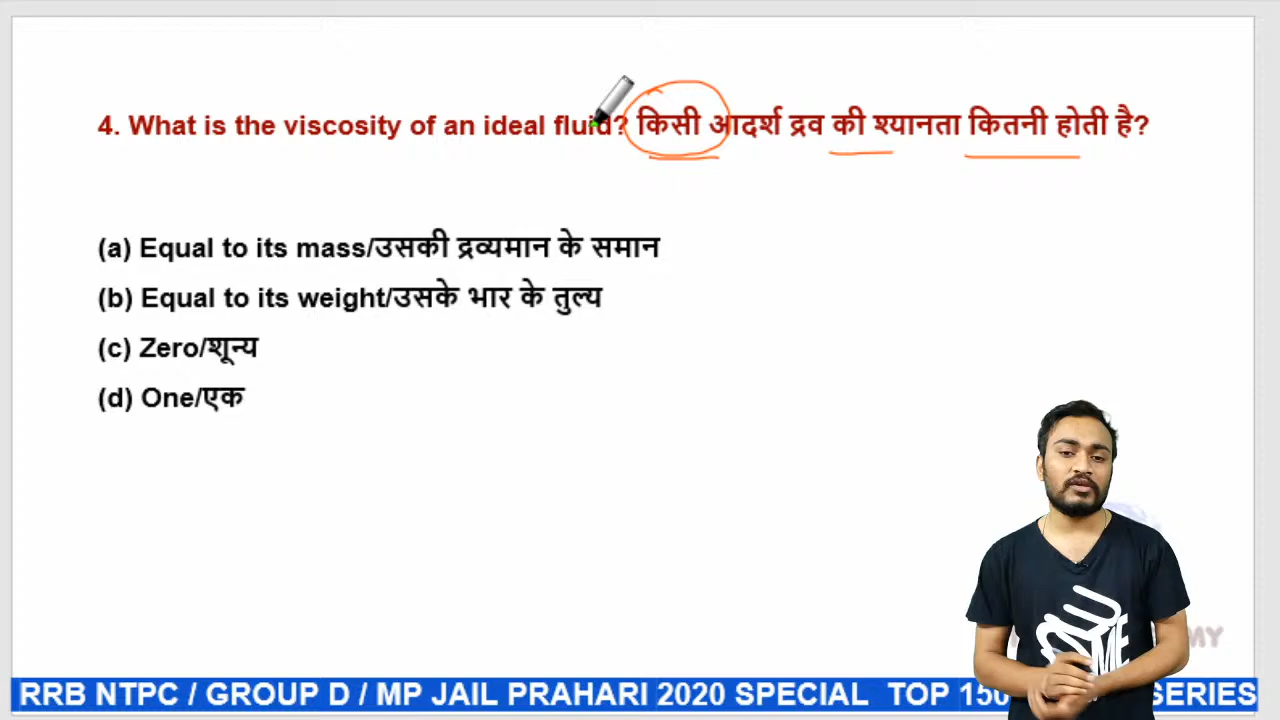 4. What is the viscosity of an ideal fluid? किसी आदर्श द्रव की श्यानता कितनी होती है?
(a) Equal to its mass/उसकी द्रव्यमान के समान
(b) Equal to its weight/उसके भार के तुल्य
(c) Zero/शून्य
(d) One/एक
ME
MY
RRB NTPC / GROUP D / MP JAIL PRAHARI 2020 SPECIAL TOP 150 SERIES